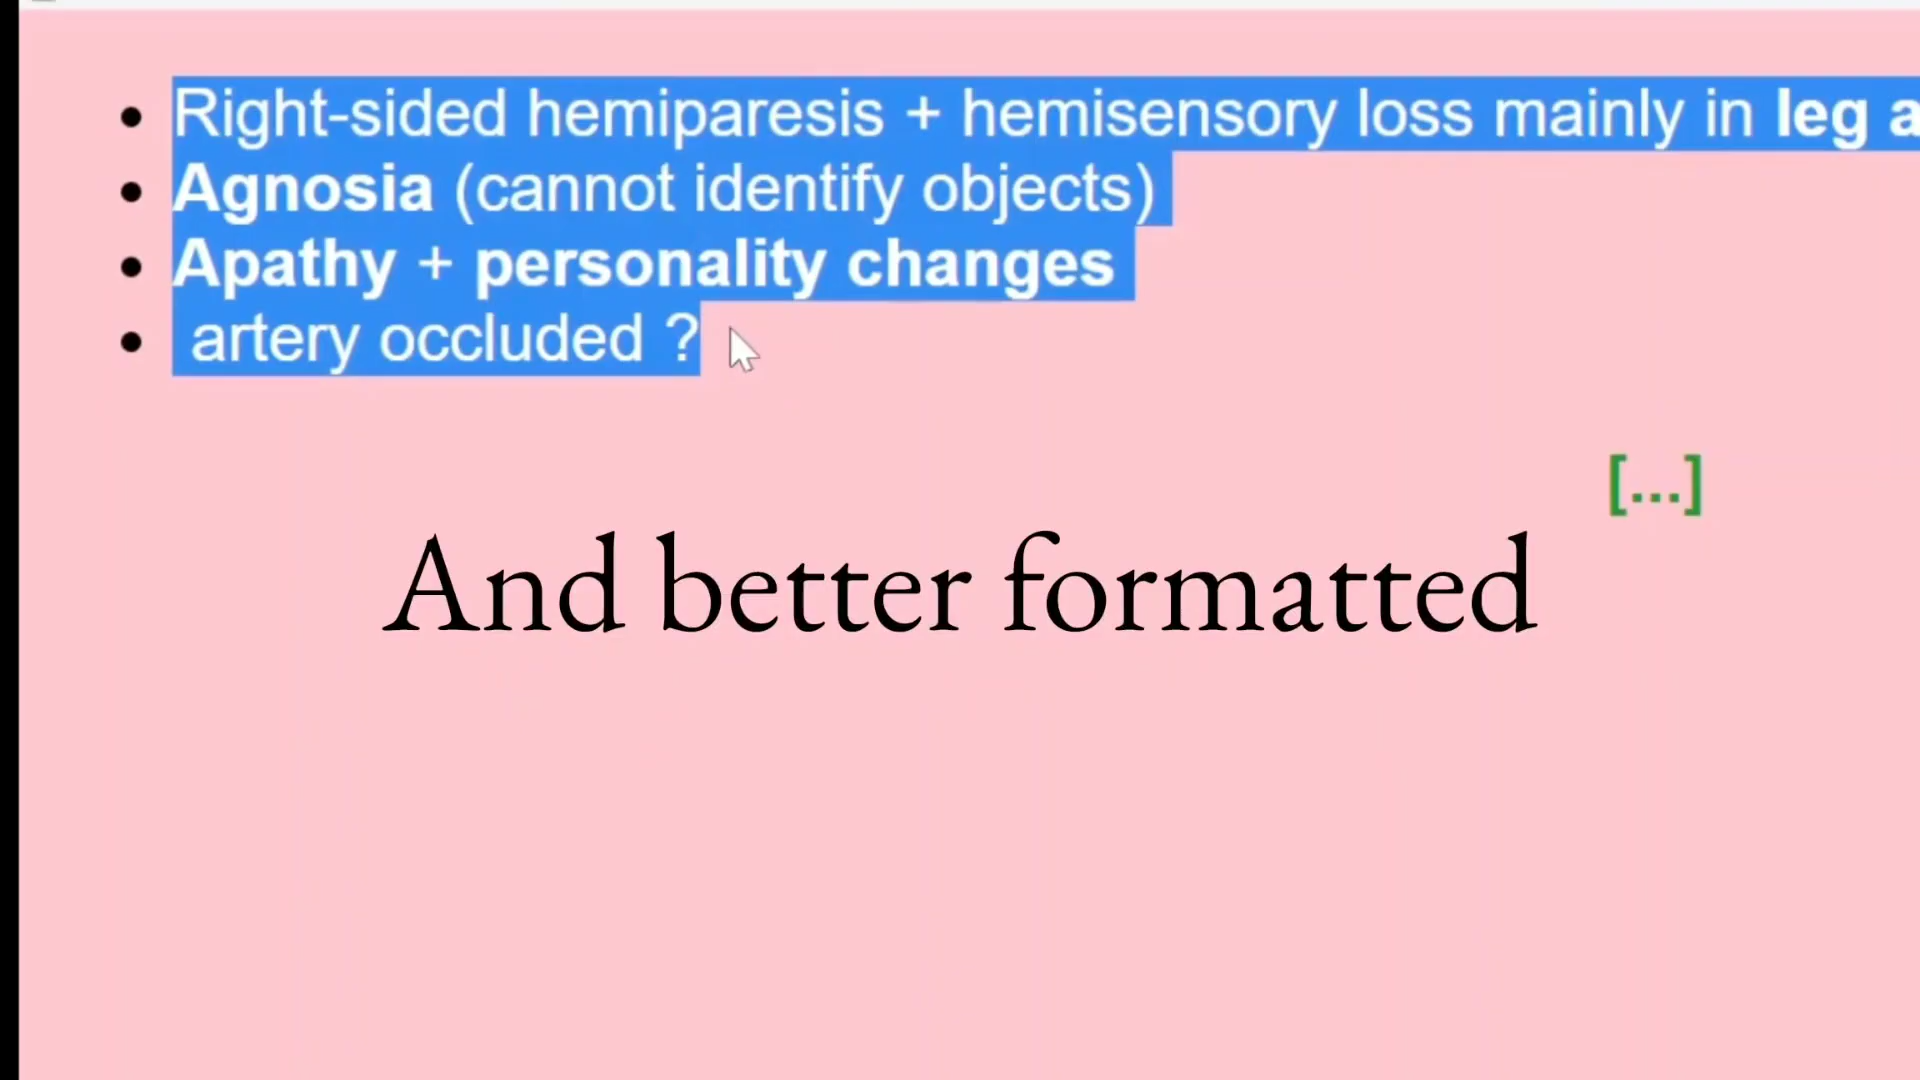 Right-sided hemiparesis + hemisensory loss mainly in leg a
Agnosia (cannot identify objects)
Apathy + personality changes
artery occluded ?
[...]
And better formatted